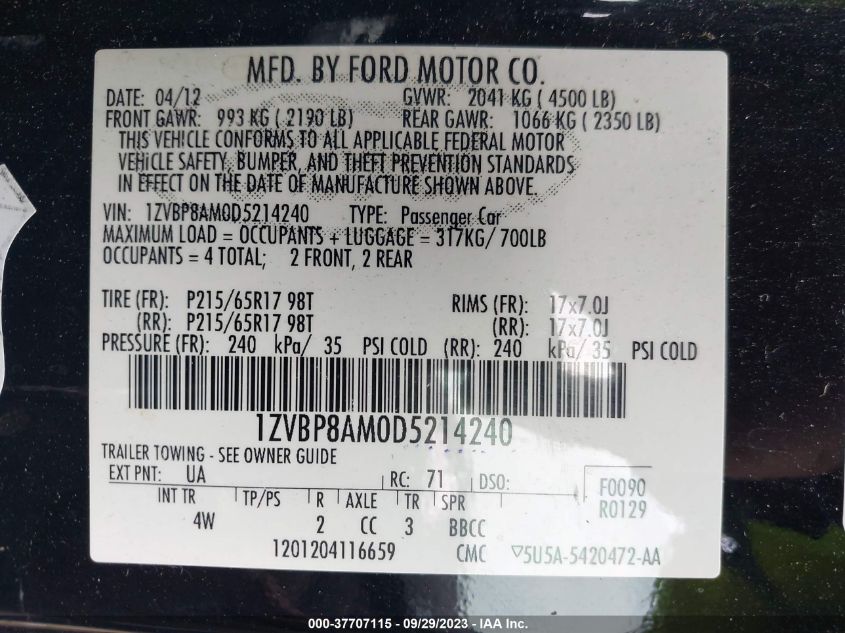 MFD. BY FORD MOTOR CO.
DATE: 04/12 GVWR: 2041 KG ( 4500 LB)
FRONT GAWR: 993 KG ( 2190 LB) REAR GAWR: 1066 KG ( 2350 LB)
THIS VEHICLE CONFORMS TO ALL APPLICABLE FEDERAL MOTOR
VEHICLE SAFETY, BUMPER, AND THEFT PREVENTION STANDARDS
IN EFFECT ON THE DATE OF MANUFACTURE SHOWN ABOVE.
VIN: 1ZVBP8AM0D5214240 TYPE: Passenger Car
MAXIMUM LOAD = OCCUPANTS + LUGGAGE = 317KG/ 700LB
OCCUPANTS = 4 TOTAL; 2 FRONT, 2 REAR
TIRE (FR): P215/65R17 98T RIMS (FR): 17x7.0J
(RR): P215/65R17 98T (RR): 17x7.0J
PRESSURE (FR): 240 kPa/ 35 PSI COLD (RR): 240 kPa/ 35 PSI COLD
1ZVBP8AM0D5214240
TRAILER TOWING - SEE OWNER GUIDE
EXT PNT: UA RC: 71 DSO: F0090
INT TR TP/PS R AXLE TR SPR R0129
4W 2 CC 3 BBCC
1201204116659 CMC ▽5U5A-5420472-AA
000-37707115 - 09/29/2023 - IAA Inc.